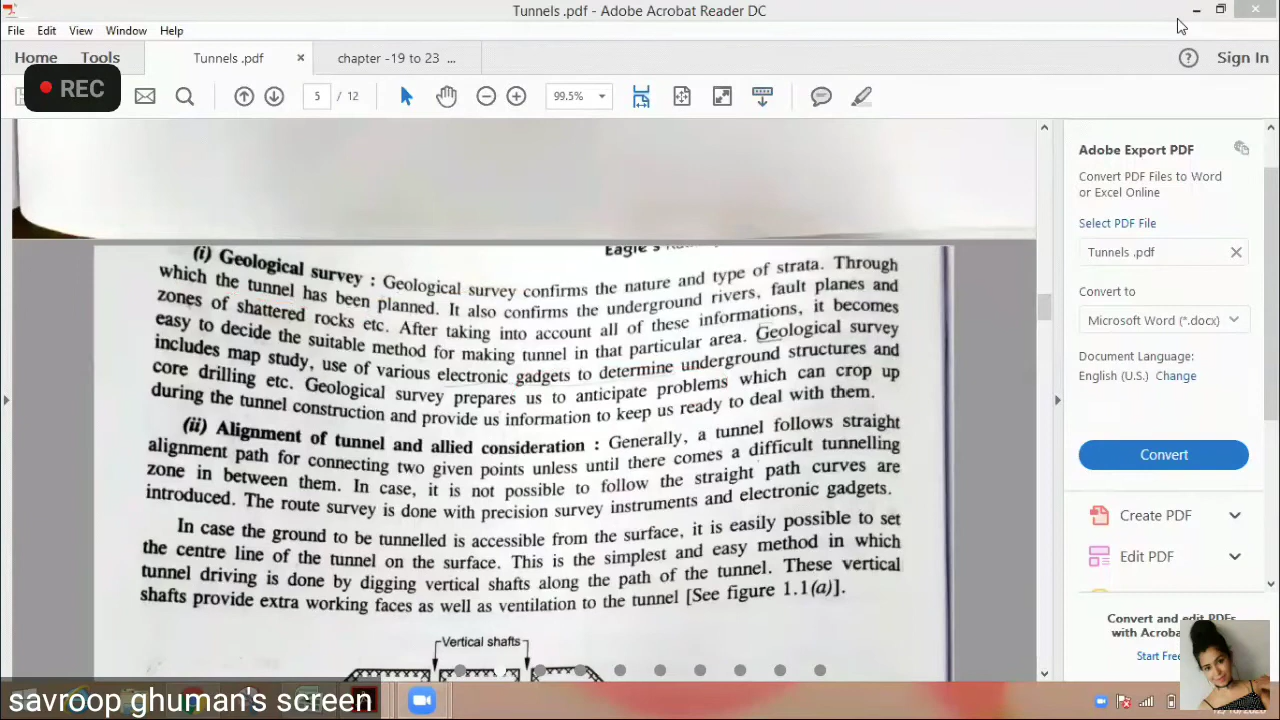 Tunnels .pdf - Adobe Acrobat Reader DC
File Edit View Window Help
Home Tools Tunnels .pdf × chapter -19 to 23 ... ? Sign In
REC 5 / 12 99.5%
Adobe Export PDF
Convert PDF Files to Word
or Excel Online
Select PDF File
Tunnels .pdf
Convert to
Microsoft Word (*.docx)
Document Language:
English (U.S.) Change
Convert
Create PDF
Edit PDF
Convert and edit PDFs
with Acroba
Start Free
Eagle's
(i) Geological survey : Geological survey confirms the nature and type of strata. Through
which the tunnel has been planned. It also confirms the underground rivers, fault planes and
zones of shattered rocks etc. After taking into account all of these informations, it becomes
easy to decide the suitable method for making tunnel in that particular area. Geological survey
includes map study, use of various electronic gadgets to determine underground structures and
core drilling etc. Geological survey prepares us to anticipate problems which can crop up
during the tunnel construction and provide us information to keep us ready to deal with them.
(ii) Alignment of tunnel and allied consideration : Generally, a tunnel follows straight
alignment path for connecting two given points unless until there comes a difficult tunnelling
zone in between them. In case, it is not possible to follow the straight path curves are
introduced. The route survey is done with precision survey instruments and electronic gadgets.
In case the ground to be tunnelled is accessible from the surface, it is easily possible to set
the centre line of the tunnel on the surface. This is the simplest and easy method in which
tunnel driving is done by digging vertical shafts along the path of the tunnel. These vertical
shafts provide extra working faces as well as ventilation to the tunnel [See figure 1.1(a)].
Vertical shafts
savroop ghuman's screen